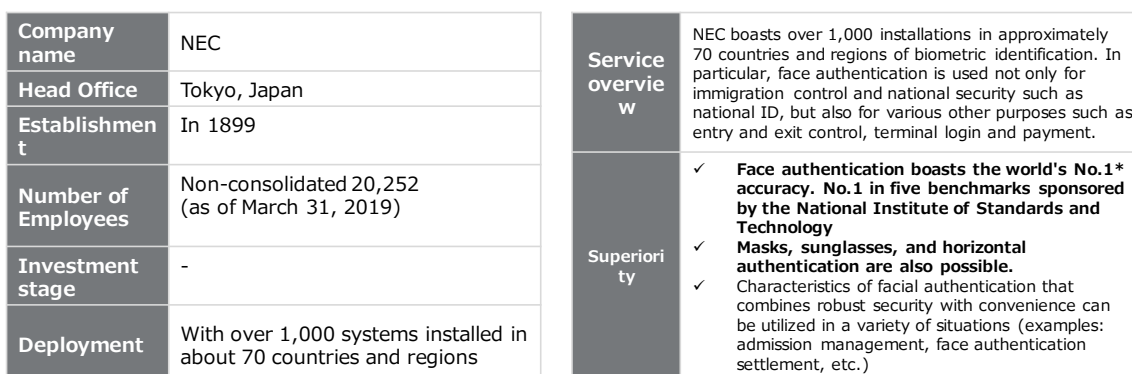 Company
name
NEC
Head Office
Tokyo, Japan
Establishmen
t
In 1899
Number of
Employees
Non-consolidated 20,252
(as of March 31, 2019)
Investment
stage
-
Deployment
With over 1,000 systems installed in
about 70 countries and regions
Service
overvie
w
NEC boasts over 1,000 installations in approximately
70 countries and regions of biometric identification. In
particular, face authentication is used not only for
immigration control and national security such as
national ID, but also for various other purposes such as
entry and exit control, terminal login and payment.
Superiori
ty
✓ Face authentication boasts the world's No.1*
accuracy. No.1 in five benchmarks sponsored
by the National Institute of Standards and
Technology
✓ Masks, sunglasses, and horizontal
authentication are also possible.
✓ Characteristics of facial authentication that
combines robust security with convenience can
be utilized in a variety of situations (examples:
admission management, face authentication
settlement, etc.)